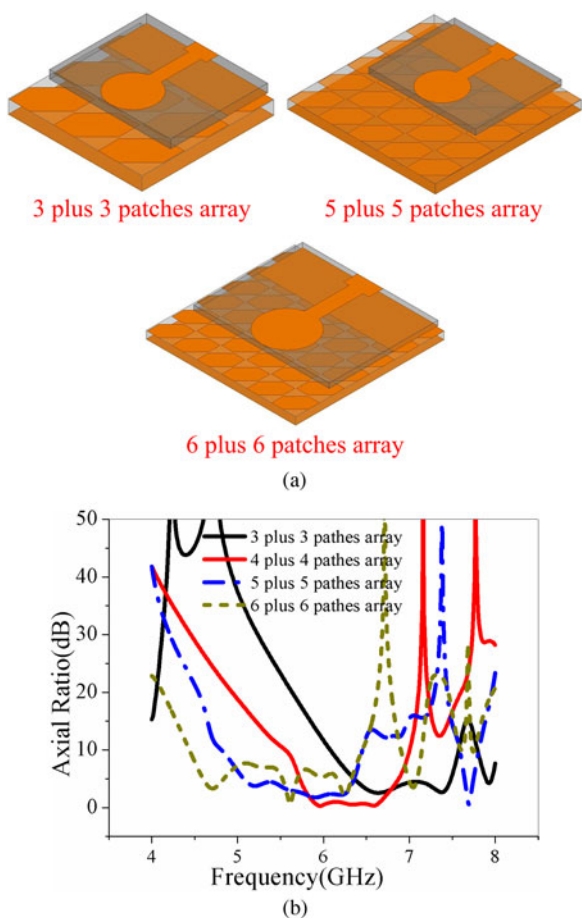 3 plus 3 patches array
5 plus 5 patches array
6 plus 6 patches array
(a)
50
40
30
20
10
0
Axial Ratio(dB)
3 plus 3 pathes array
4 plus 4 pathes array
5 plus 5 pathes array
6 plus 6 pathes array
4 5 6 7 8
Frequency(GHz)
(b)